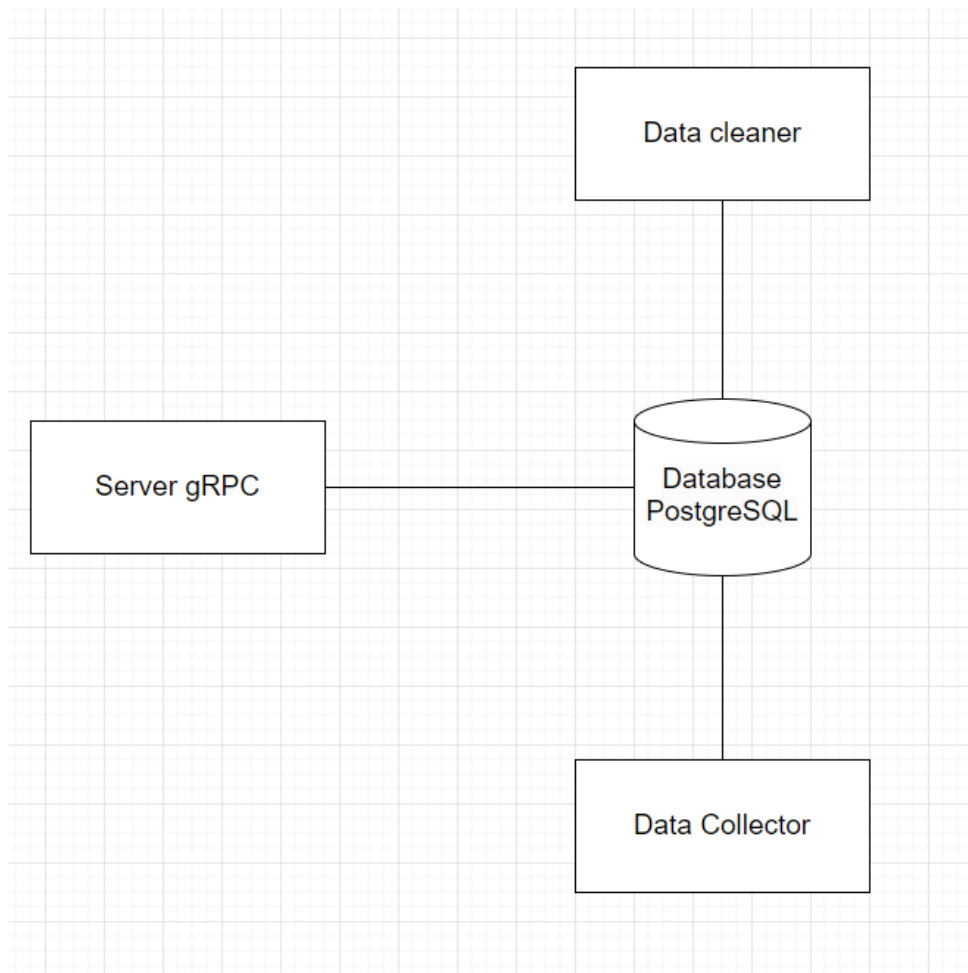 Data cleaner
Server gRPC
Database
PostgreSQL
Data Collector